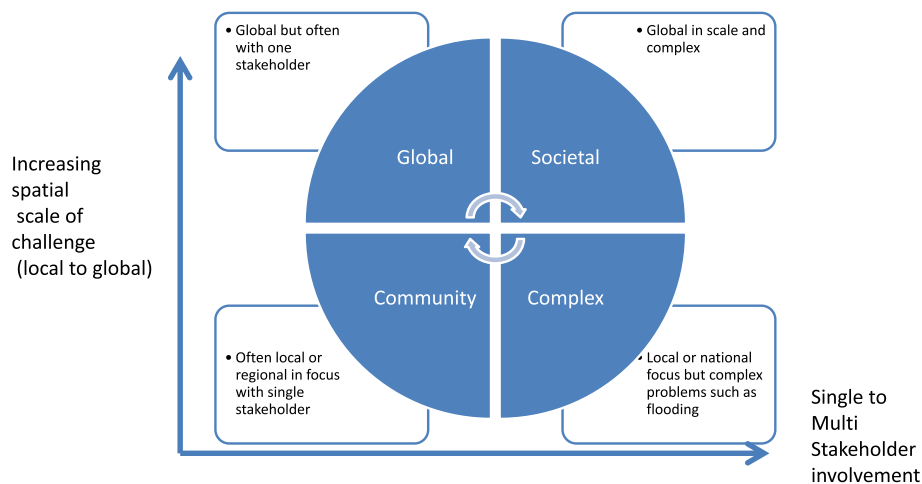 • Global but often
with one
stakeholder
• Global in scale and
complex
Increasing
spatial
scale of
challenge
(local to global)
Global
Societal
Community
Complex
• Often local or
regional in focus
with single
stakeholder
• Local or national
focus but complex
problems such as
flooding
Single to
Multi
Stakeholder
involvement